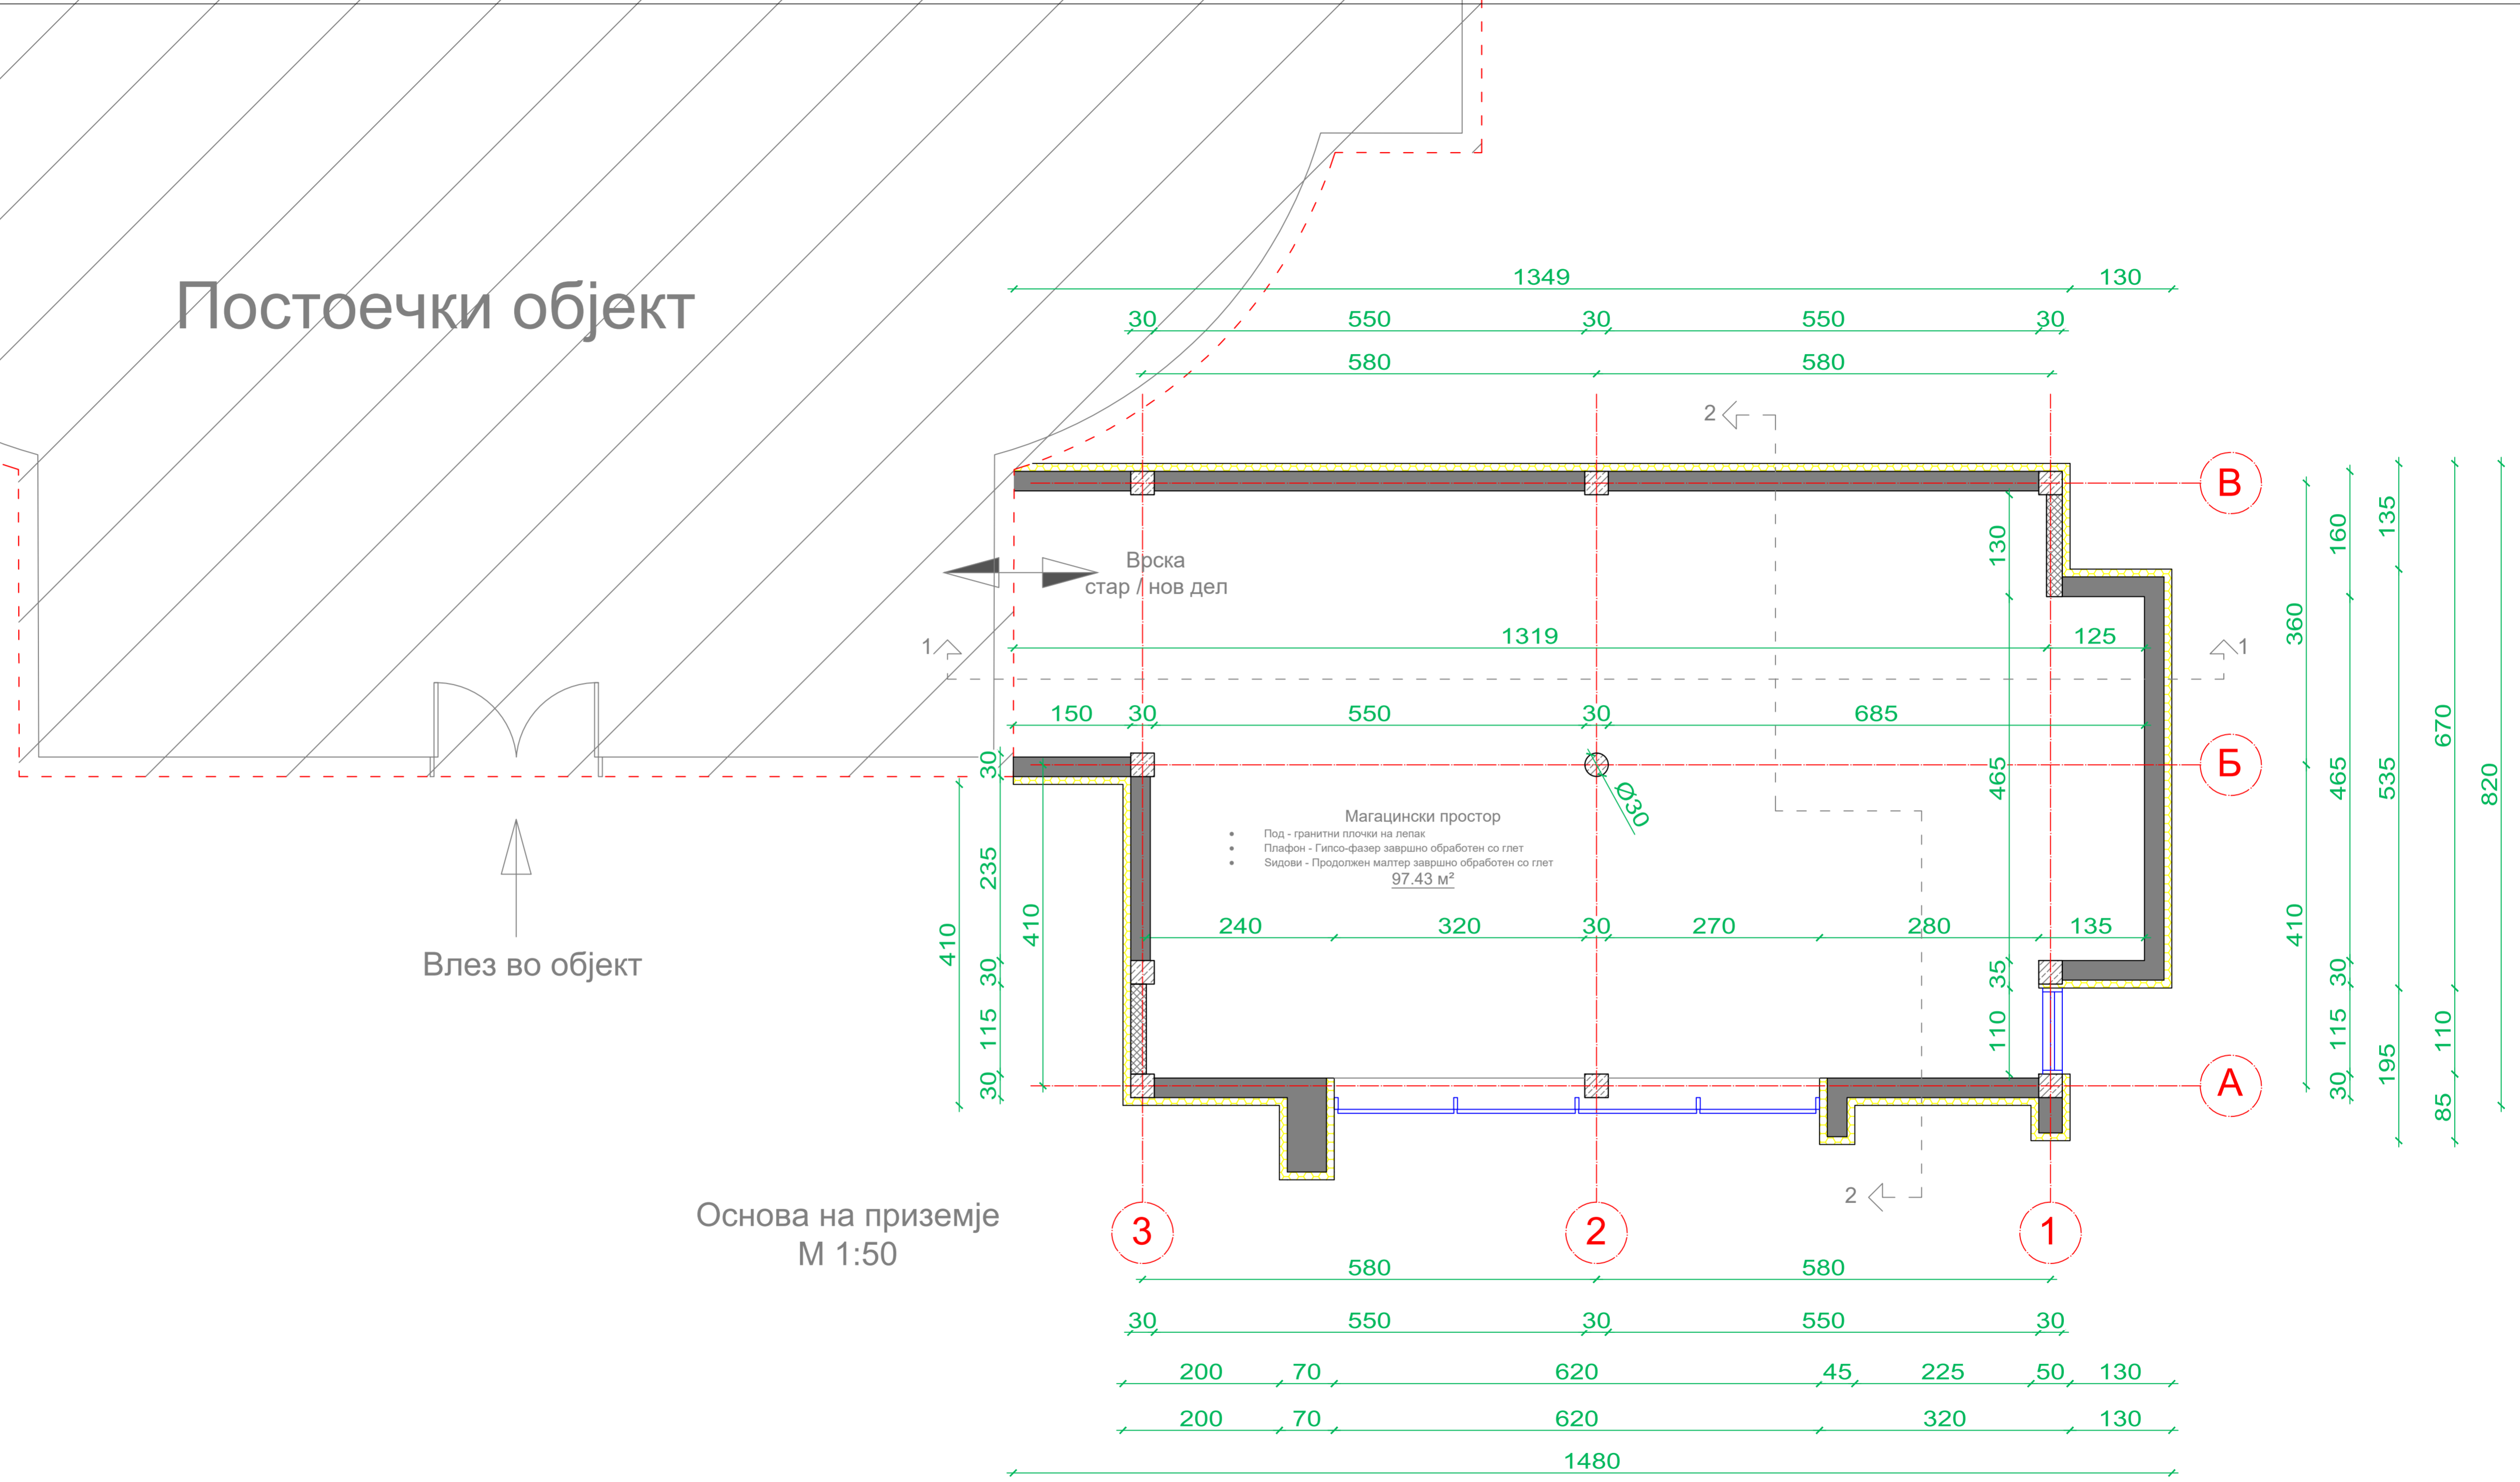 1349 130
30 550 30 550 30
Постоечки објект
580 580
2
В
Врска
стар / нов дел
130
160
135
1319 125
1 1
360
150 30 550 30 685
670
30
Б
465
465
535
820
Ø30
Магацински простор
• Под - гранитни плочки на лепак
• Плафон - Гипсо-фазер завршно обработен со глет
• Ѕидови - Продолжен малтер завршно обработен со глет
97.43 м²
235
410
410
240 320 30 270 280 135
410
Влез во објект
30
35
30
115
110
115
110
195
30
А
30
85
2
Основа на приземје
М 1:50
3 2 1
580 580
30 550 30 550 30
200 70 620 45 225 50 130
200 70 620 320 130
1480